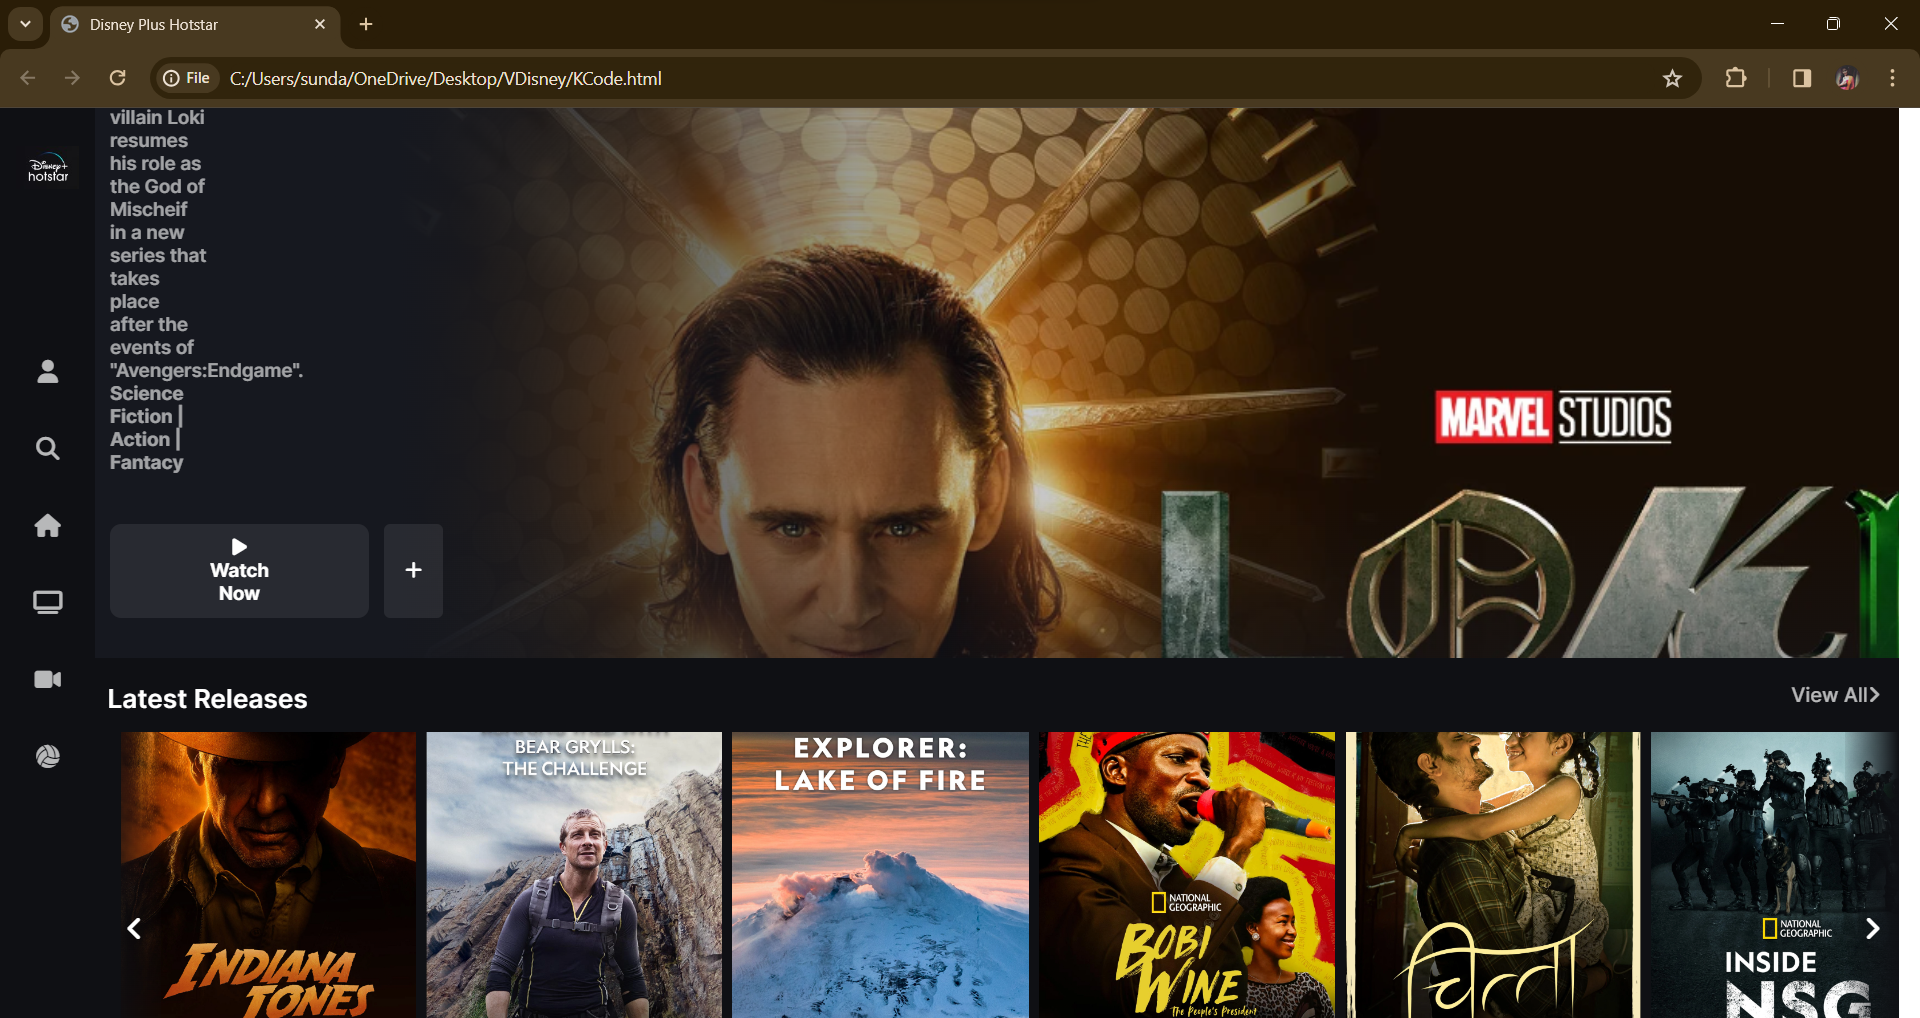 Disney Plus Hotstar
File
C:/Users/sunda/OneDrive/Desktop/VDisney/KCode.html
Disney+
hotstar
villain Loki
resumes
his role as
the God of
Mischeif
in a new
series that
takes
place
after the
events of
"Avengers:Endgame".
Science
Fiction |
Action |
Fantacy
Watch
Now
+
MARVEL STUDIOS
LOKI
Latest Releases
View All>
INDIANA
JONES
BEAR GRYLLS:
THE CHALLENGE
EXPLORER:
LAKE OF FIRE
NATIONAL
GEOGRAPHIC
BOBI
WINE
The People's President
चित्ता
NATIONAL
GEOGRAPHIC
INSIDE
NSG